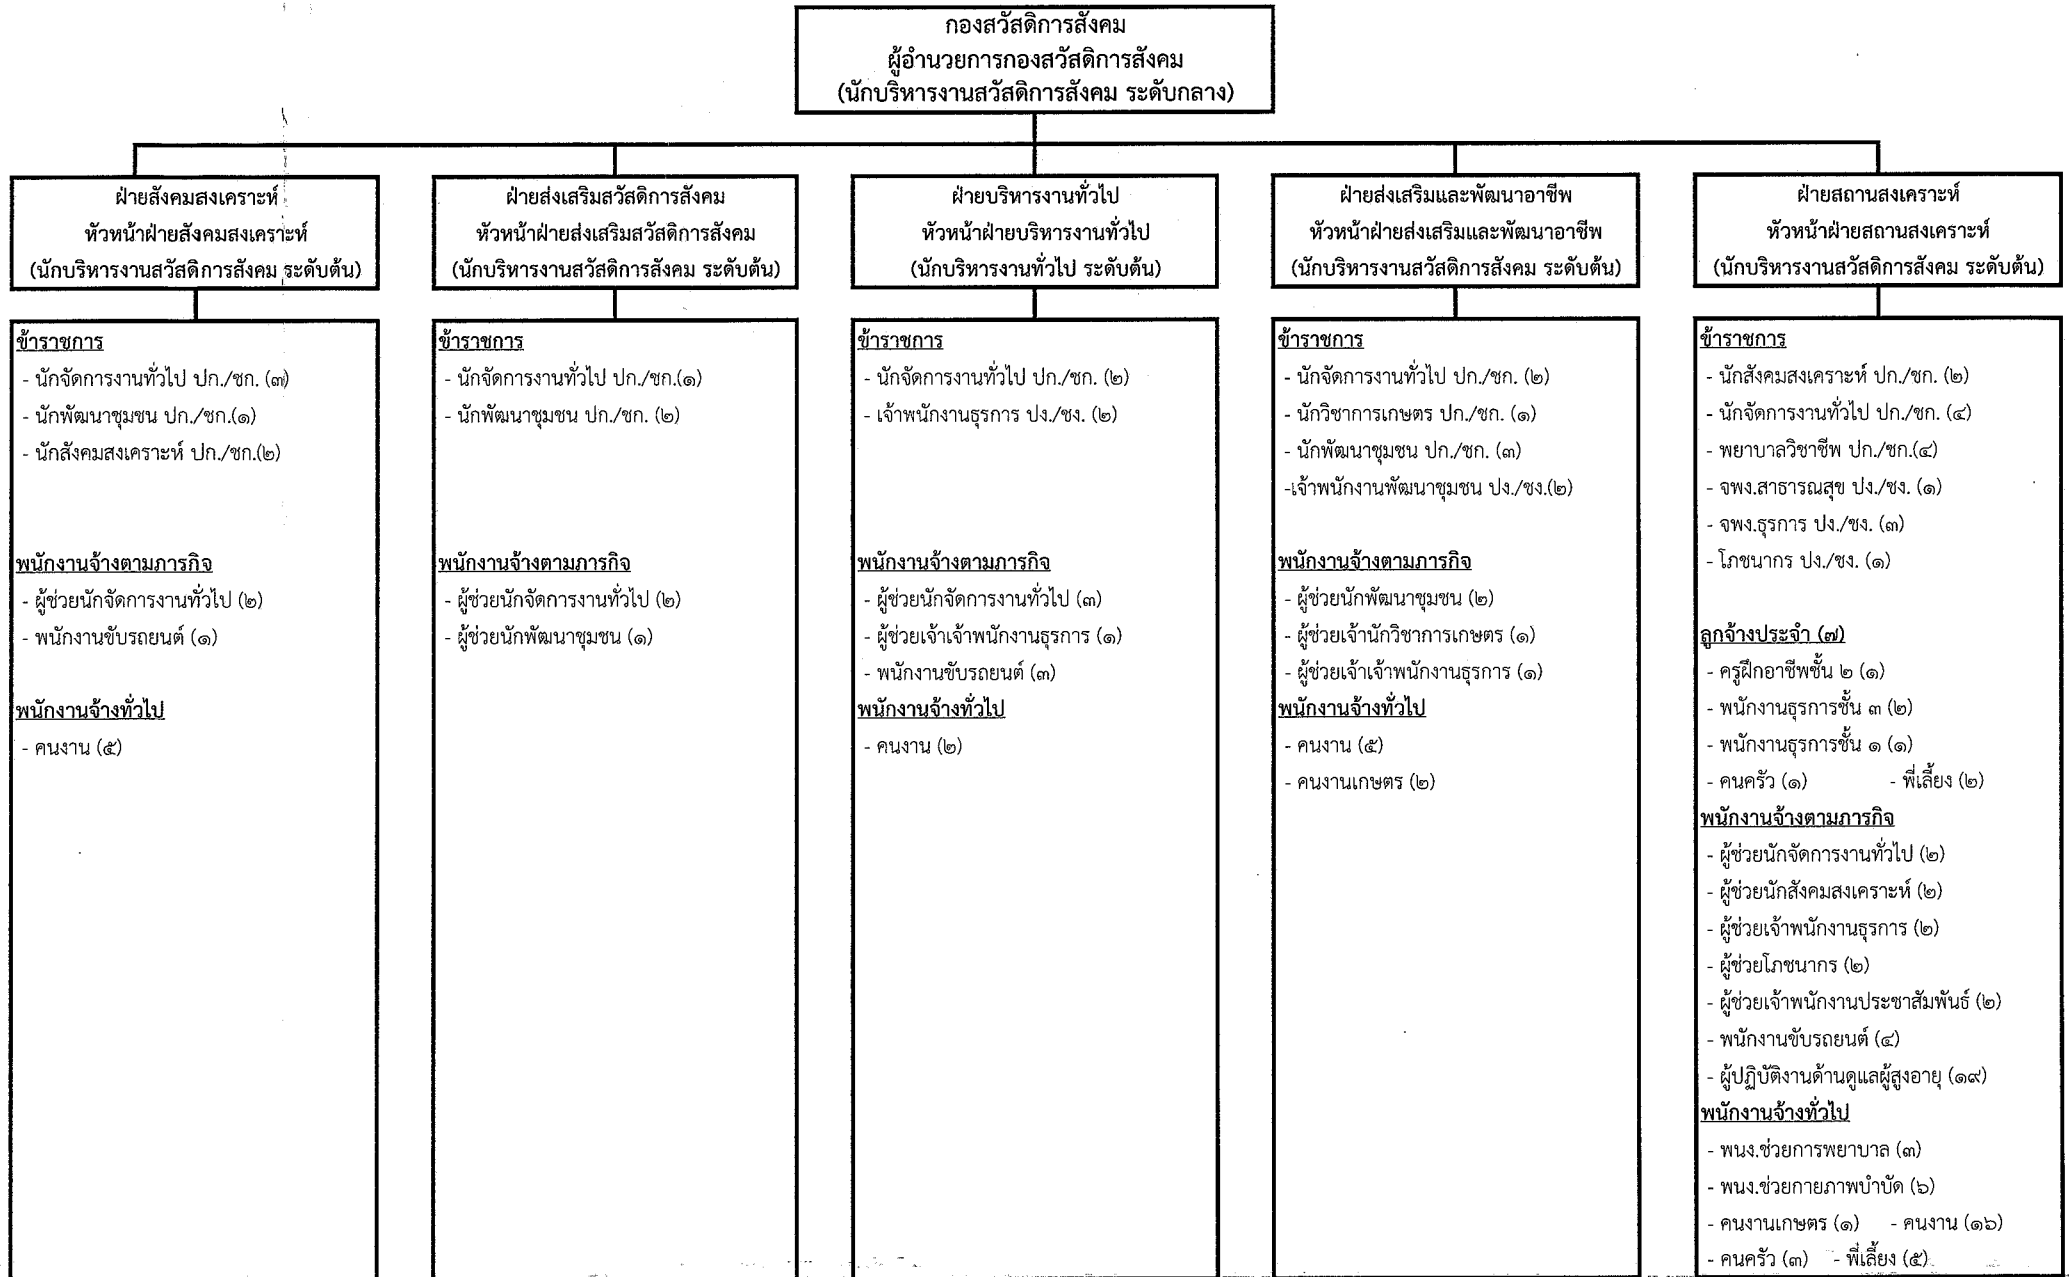 กองสวัสดิการสังคม
ผู้อำนวยการกองสวัสดิการสังคม
(นักบริหารงานสวัสดิการสังคม ระดับกลาง)
ฝ่ายสังคมสงเคราะห์
หัวหน้าฝ่ายสังคมสงเคราะห์
(นักบริหารงานสวัสดิการสังคม ระดับต้น)
ข้าราชการ
- นักจัดการงานทั่วไป ปก./ชก. (๓)
- นักพัฒนาชุมชน ปก./ชก.(๑)
- นักสังคมสงเคราะห์ ปก./ชก.(๒)
พนักงานจ้างตามภารกิจ
- ผู้ช่วยนักจัดการงานทั่วไป (๒)
- พนักงานขับรถยนต์ (๑)
พนักงานจ้างทั่วไป
- คนงาน (๕)
ฝ่ายส่งเสริมสวัสดิการสังคม
หัวหน้าฝ่ายส่งเสริมสวัสดิการสังคม
(นักบริหารงานสวัสดิการสังคม ระดับต้น)
ข้าราชการ
- นักจัดการงานทั่วไป ปก./ชก.(๑)
- นักพัฒนาชุมชน ปก./ชก. (๒)
พนักงานจ้างตามภารกิจ
- ผู้ช่วยนักจัดการงานทั่วไป (๒)
- ผู้ช่วยนักพัฒนาชุมชน (๑)
ฝ่ายบริหารงานทั่วไป
หัวหน้าฝ่ายบริหารงานทั่วไป
(นักบริหารงานทั่วไป ระดับต้น)
ข้าราชการ
- นักจัดการงานทั่วไป ปก./ชก. (๒)
- เจ้าพนักงานธุรการ ปง./ชง. (๒)
พนักงานจ้างตามภารกิจ
- ผู้ช่วยนักจัดการงานทั่วไป (๓)
- ผู้ช่วยเจ้าเจ้าพนักงานธุรการ (๑)
- พนักงานขับรถยนต์ (๓)
พนักงานจ้างทั่วไป
- คนงาน (๒)
ฝ่ายส่งเสริมและพัฒนาอาชีพ
หัวหน้าฝ่ายส่งเสริมและพัฒนาอาชีพ
(นักบริหารงานสวัสดิการสังคม ระดับต้น)
ข้าราชการ
- นักจัดการงานทั่วไป ปก./ชก. (๒)
- นักวิชาการเกษตร ปก./ชก. (๑)
- นักพัฒนาชุมชน ปก./ชก. (๓)
-เจ้าพนักงานพัฒนาชุมชน ปง./ชง.(๒)
พนักงานจ้างตามภารกิจ
- ผู้ช่วยนักพัฒนาชุมชน (๒)
- ผู้ช่วยเจ้านักวิชาการเกษตร (๑)
- ผู้ช่วยเจ้าเจ้าพนักงานธุรการ (๑)
พนักงานจ้างทั่วไป
- คนงาน (๕)
- คนงานเกษตร (๒)
ฝ่ายสถานสงเคราะห์
หัวหน้าฝ่ายสถานสงเคราะห์
(นักบริหารงานสวัสดิการสังคม ระดับต้น)
ข้าราชการ
- นักสังคมสงเคราะห์ ปก./ชก. (๒)
- นักจัดการงานทั่วไป ปก./ชก. (๔)
- พยาบาลวิชาชีพ ปก./ชก.(๔)
- จพง.สาธารณสุข ปง./ชง. (๑)
- จพง.ธุรการ ปง./ชง. (๓)
- โภชนากร ปง./ชง. (๑)
ลูกจ้างประจำ (๗)
- ครูฝึกอาชีพชั้น ๒ (๑)
- พนักงานธุรการชั้น ๓ (๒)
- พนักงานธุรการชั้น ๑ (๑)
- คนครัว (๑) - พี่เลี้ยง (๒)
พนักงานจ้างตามภารกิจ
- ผู้ช่วยนักจัดการงานทั่วไป (๒)
- ผู้ช่วยนักสังคมสงเคราะห์ (๒)
- ผู้ช่วยเจ้าพนักงานธุรการ (๒)
- ผู้ช่วยโภชนากร (๒)
- ผู้ช่วยเจ้าพนักงานประชาสัมพันธ์ (๒)
- พนักงานขับรถยนต์ (๔)
- ผู้ปฏิบัติงานด้านดูแลผู้สูงอายุ (๑๙)
พนักงานจ้างทั่วไป
- พนง.ช่วยการพยาบาล (๓)
- พนง.ช่วยกายภาพบำบัด (๖)
- คนงานเกษตร (๑) - คนงาน (๑๖)
- คนครัว (๓) - พี่เลี้ยง (๕)